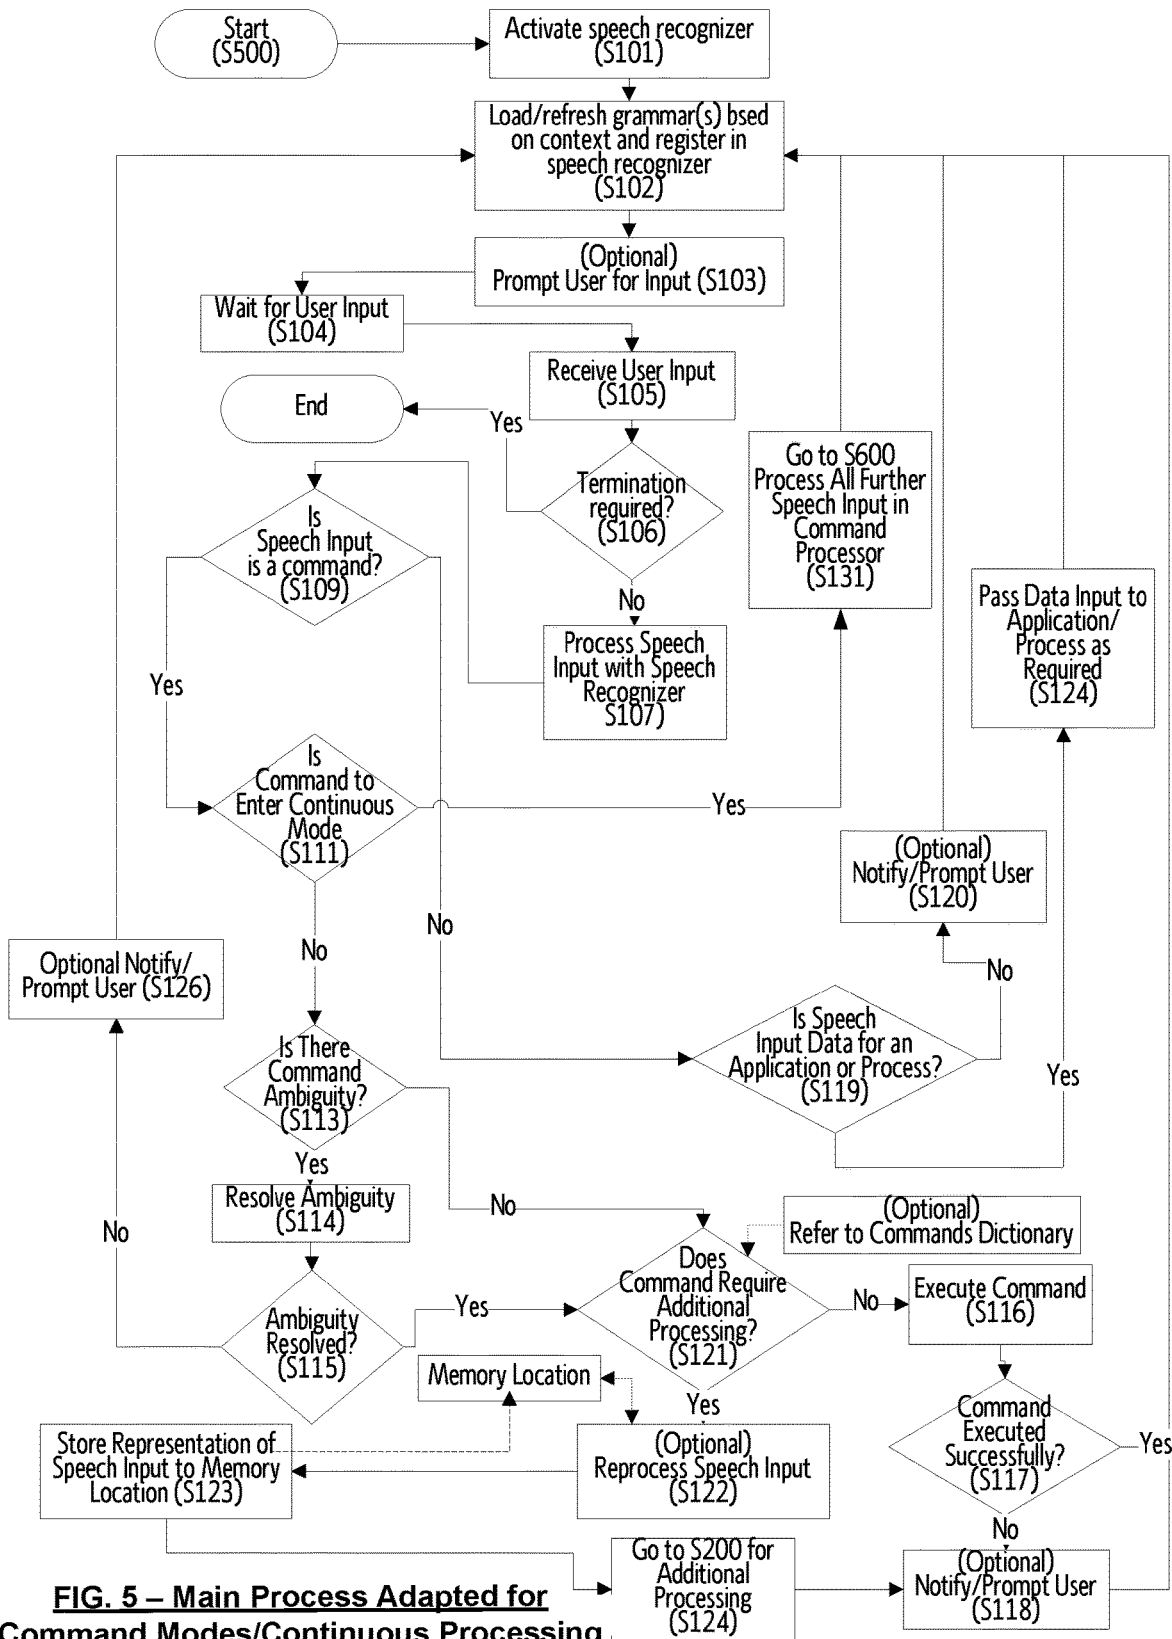 Start
(S500)
Activate speech recognizer
(S101)
Load/refresh grammar(s) bsed
on context and register in
speech recognizer
(S102)
(Optional)
Prompt User for Input (S103)
Wait for User Input
(S104)
Receive User Input
(S105)
End
Yes
Termination
required?
(S106)
No
Is
Speech Input
is a command?
(S109)
Process Speech
Input with Speech
Recognizer
S107)
Go to S600
Process All Further
Speech Input in
Command
Processor
(S131)
Pass Data Input to
Application/
Process as
Required
(S124)
Yes
Is
Command to
Enter Continuous
Mode
(S111)
Yes
(Optional)
Notify/Prompt User
(S120)
No
No
Optional Notify/
Prompt User (S126)
No
Is Speech
Input Data for an
Application or Process?
(S119)
Yes
Is There
Command
Ambiguity?
(S113)
Yes
Resolve Ambiguity
(S114)
No
No
(Optional)
Refer to Commands Dictionary
Does
Command Require
Additional
Processing?
(S121)
No
Execute Command
(S116)
Ambiguity
Resolved?
(S115)
Yes
Memory Location
Yes
Command
Executed
Successfully?
(S117)
Yes
Store Representation of
Speech Input to Memory
Location (S123)
(Optional)
Reprocess Speech Input
(S122)
No
Go to S200 for
Additional
Processing
(S124)
(Optional)
Notify/Prompt User
(S118)
FIG. 5 – Main Process Adapted for
Command Modes/Continuous Processing